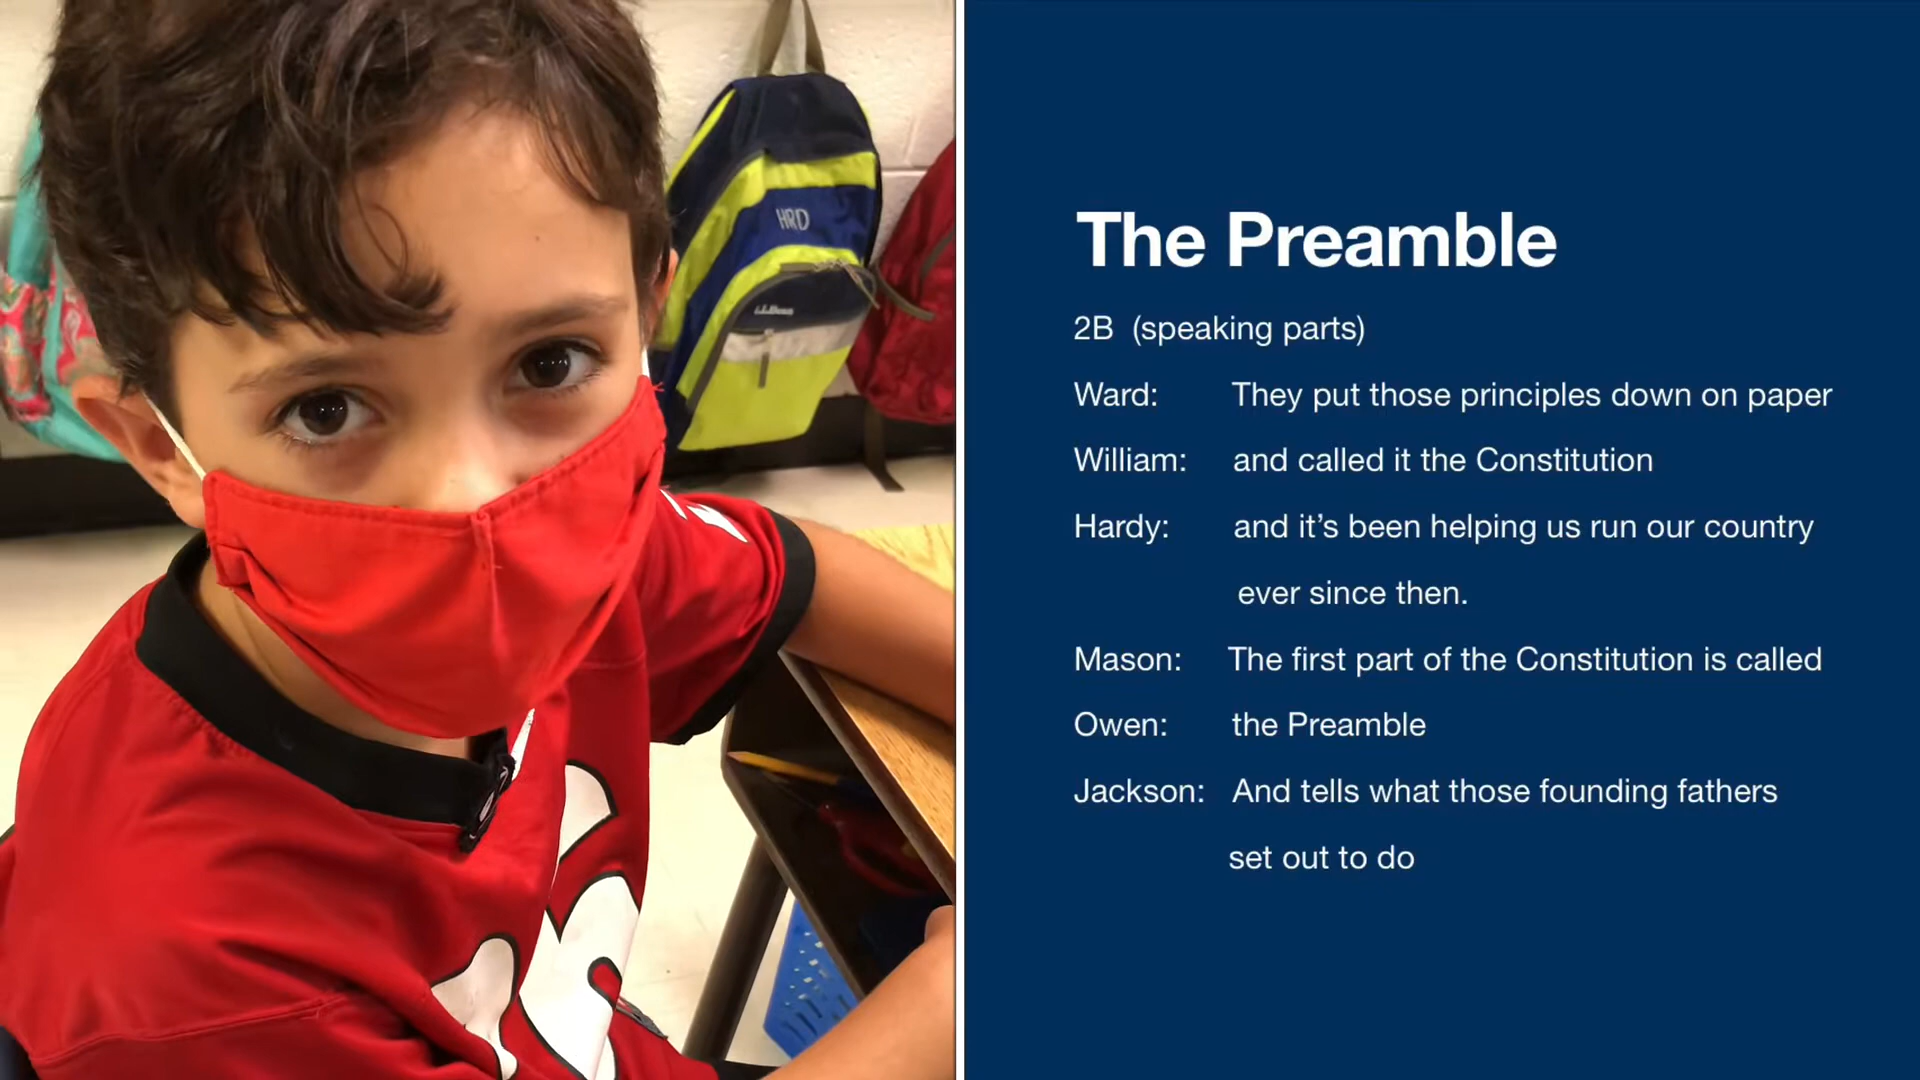 HRD
L.L.Bean
The Preamble
2B (speaking parts)
Ward: They put those principles down on paper
William: and called it the Constitution
Hardy: and it's been helping us run our country
ever since then.
Mason: The first part of the Constitution is called
Owen: the Preamble
Jackson: And tells what those founding fathers
set out to do